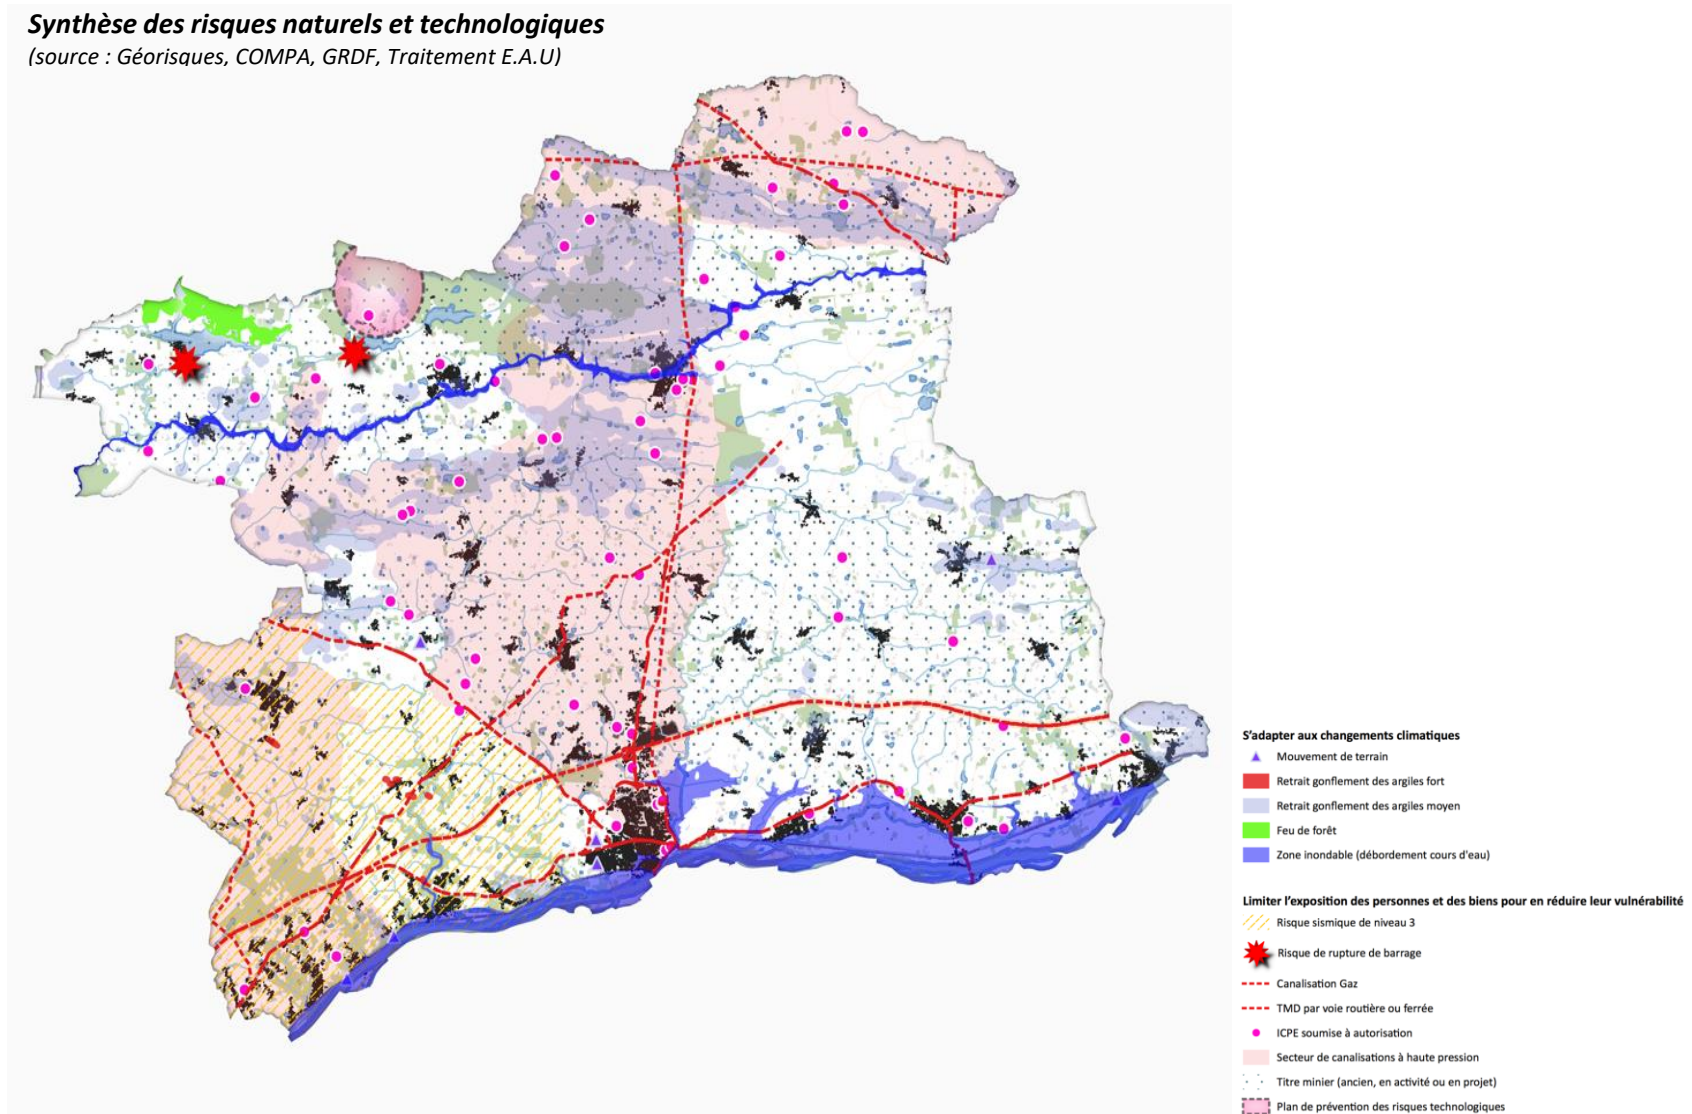 Synthèse des risques naturels et technologiques
(source : Géorisques, COMPA, GRDF, Traitement E.A.U)
S'adapter aux changements climatiques
Mouvement de terrain
Retrait gonflement des argiles fort
Retrait gonflement des argiles moyen
Feu de forêt
Zone inondable (débordement cours d'eau)
Limiter l'exposition des personnes et des biens pour en réduire leur vulnérabilité
Risque sismique de niveau 3
Risque de rupture de barrage
Canalisation Gaz
TMD par voie routière ou ferrée
ICPE soumise à autorisation
Secteur de canalisations à haute pression
Titre minier (ancien, en activité ou en projet)
Plan de prévention des risques technologiques